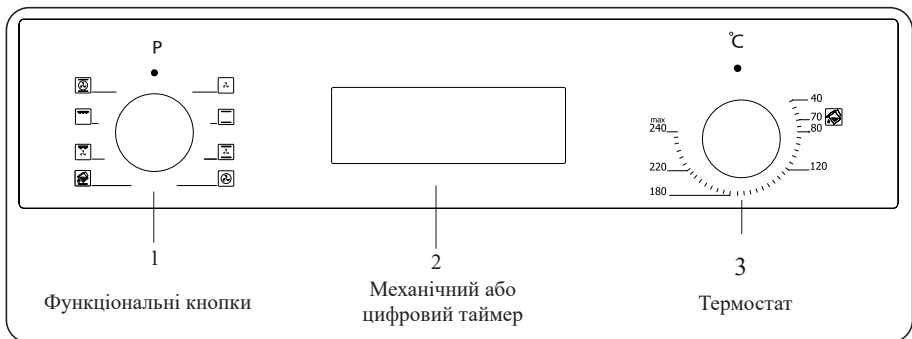 P
°C
40
70
80
120
180
220
max
240
1
Функціональні кнопки
2
Механічний або
цифровий таймер
3
Термостат